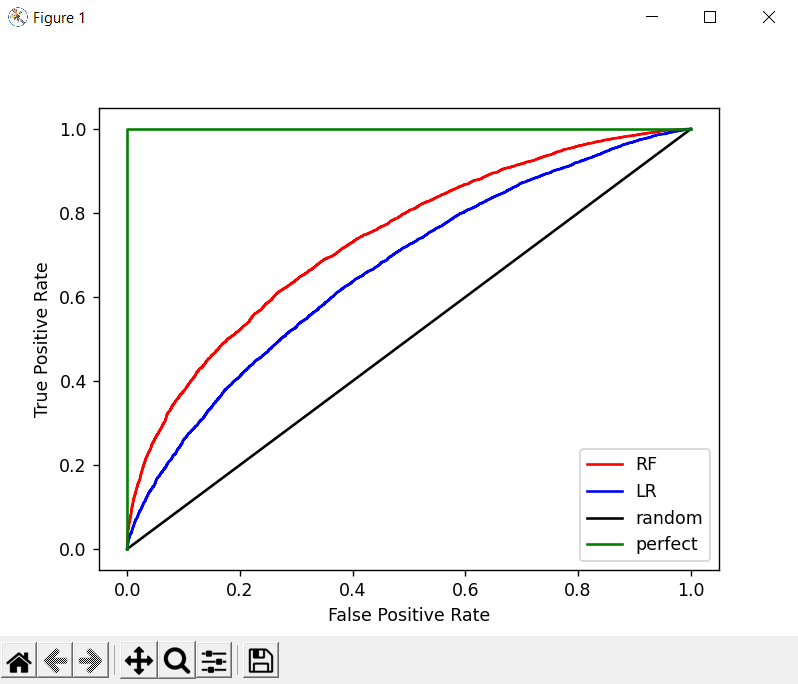 Figure 1
True Positive Rate
1.0
0.8
0.6
0.4
0.2
0.0
RF
LR
random
perfect
0.0 0.2 0.4 0.6 0.8 1.0
False Positive Rate